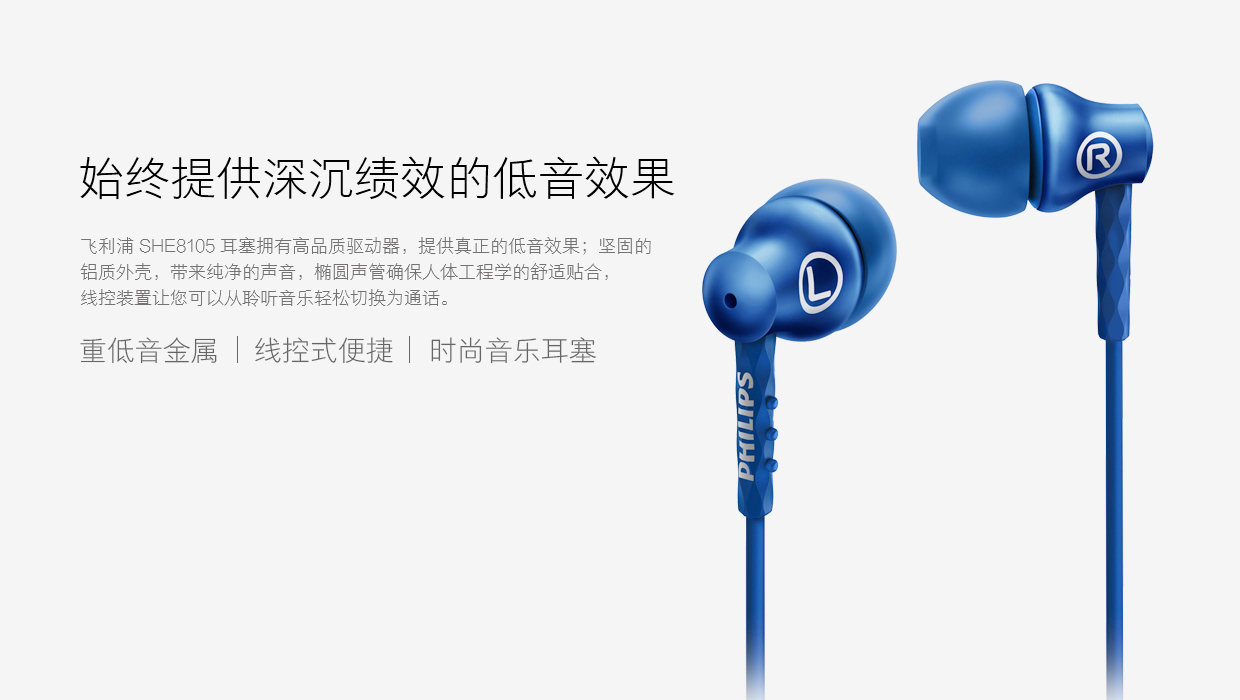 始终提供深沉绩效的低音效果
飞利浦 SHE8105 耳塞拥有高品质驱动器，提供真正的低音效果；坚固的
铝质外壳，带来纯净的声音，椭圆声管确保人体工程学的舒适贴合，
线控装置让您可以从聆听音乐轻松切换为通话。
重低音金属｜线控式便捷｜时尚音乐耳塞
L
R
PHILIPS